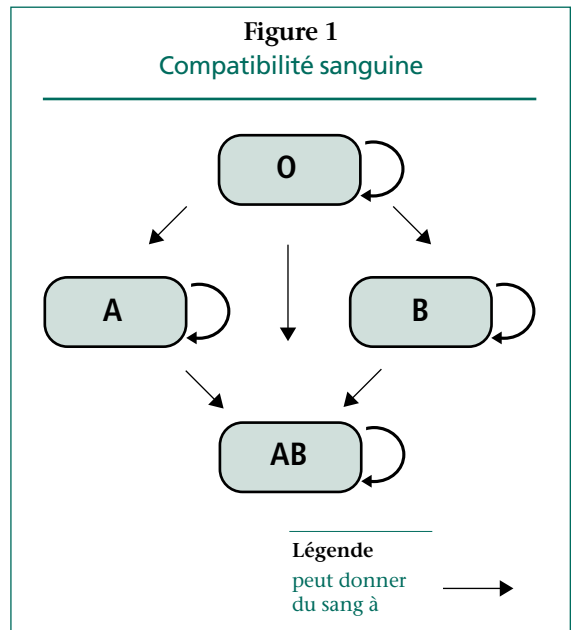 Figure 1
Compatibilité sanguine
O
A
B
AB
Légende
peut donner
du sang à